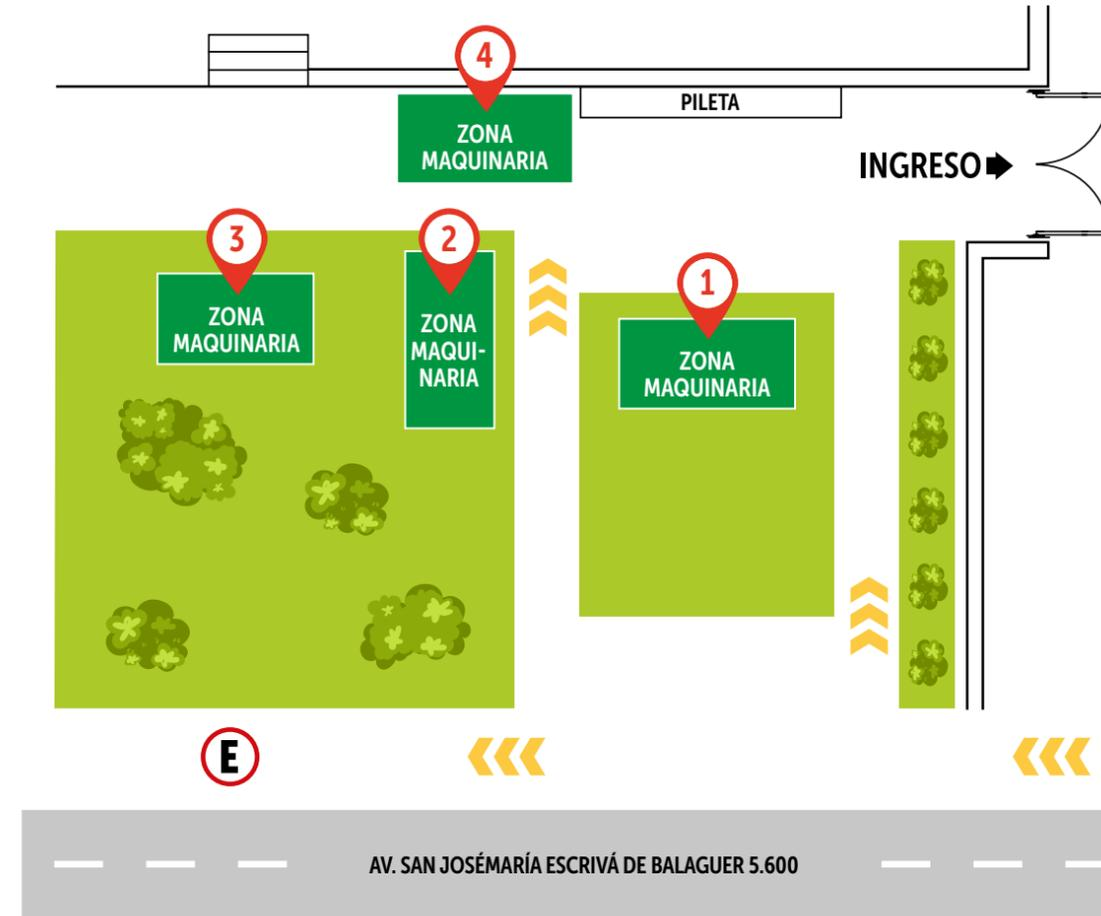 4
ZONA
MAQUINARIA
PILETA
INGRESO
3
ZONA
MAQUINARIA
2
ZONA
MAQUI-
NARIA
1
ZONA
MAQUINARIA
E
AV. SAN JOSÉMARÍA ESCRIVÁ DE BALAGUER 5.600